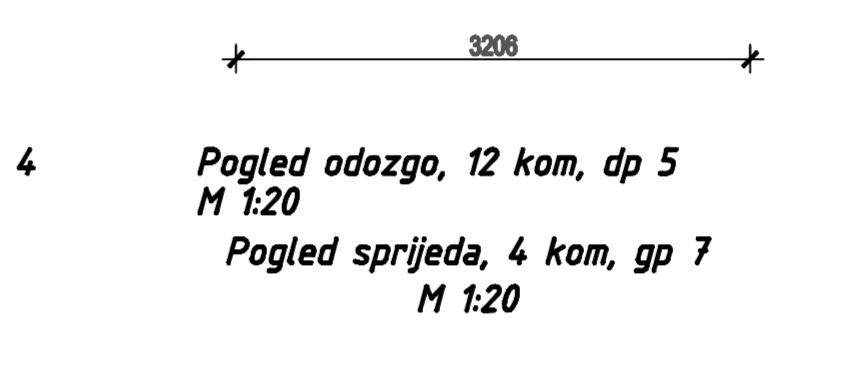 3206
4
Pogled odozgo, 12 kom, dp 5
M 1:20
Pogled sprijeda, 4 kom, gp 7
M 1:20